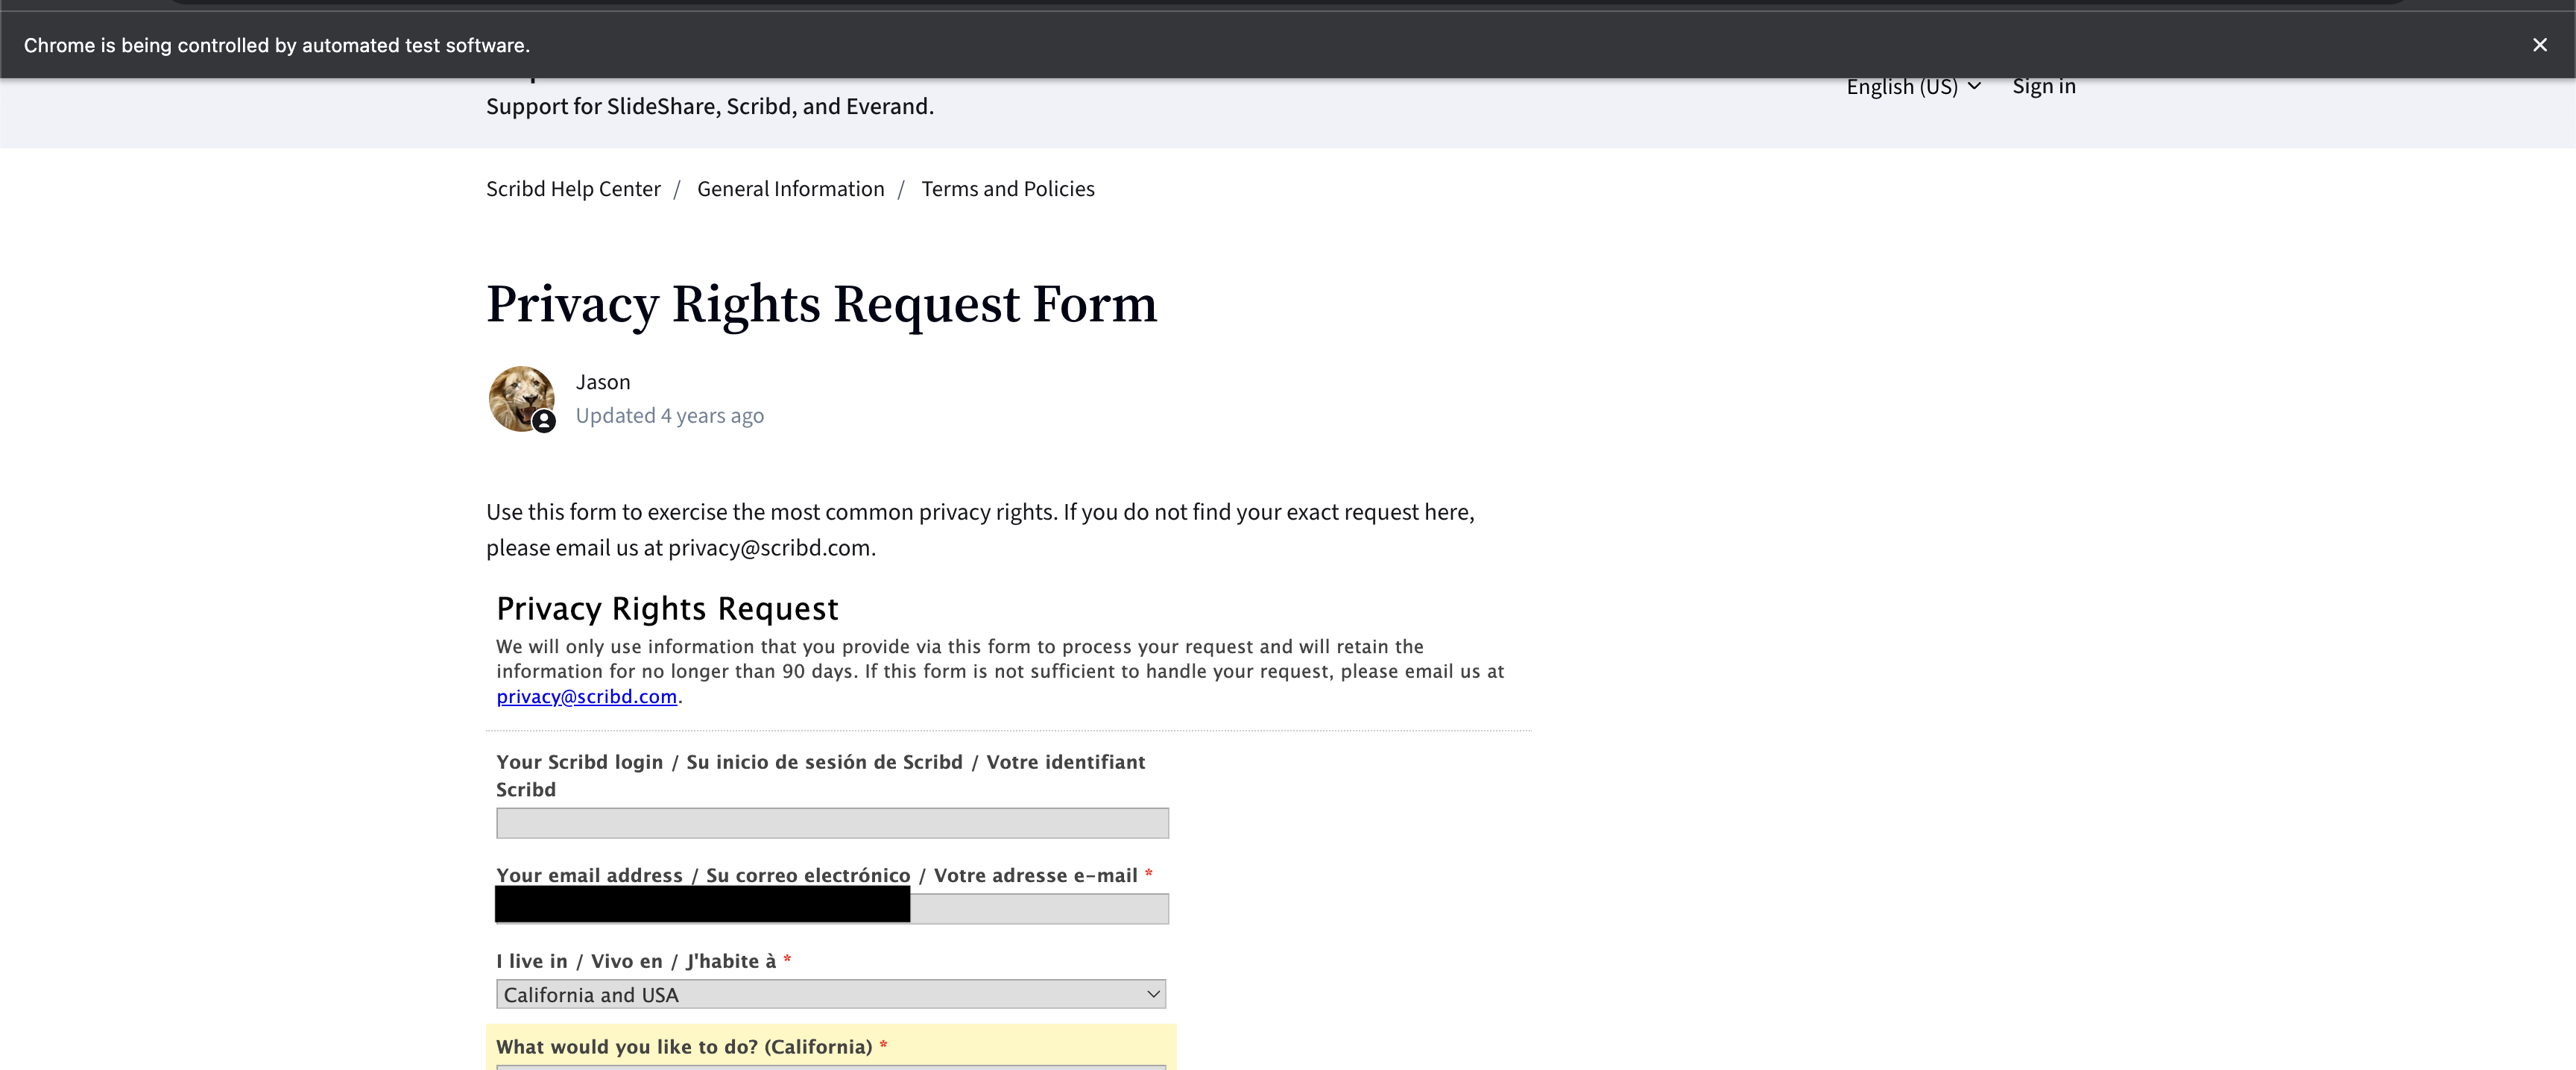 Chrome is being controlled by automated test software.
Support for SlideShare, Scribd, and Everand.
English (US)
Sign in
Scribd Help Center / General Information / Terms and Policies
Privacy Rights Request Form
Jason
Updated 4 years ago
Use this form to exercise the most common privacy rights. If you do not find your exact request here,
please email us at privacy@scribd.com.
Privacy Rights Request
We will only use information that you provide via this form to process your request and will retain the
information for no longer than 90 days. If this form is not sufficient to handle your request, please email us at
privacy@scribd.com.
Your Scribd login / Su inicio de sesión de Scribd / Votre identifiant
Scribd
Your email address / Su correo electrónico / Votre adresse e-mail *
I live in / Vivo en / J'habite à *
California and USA
What would you like to do? (California) *